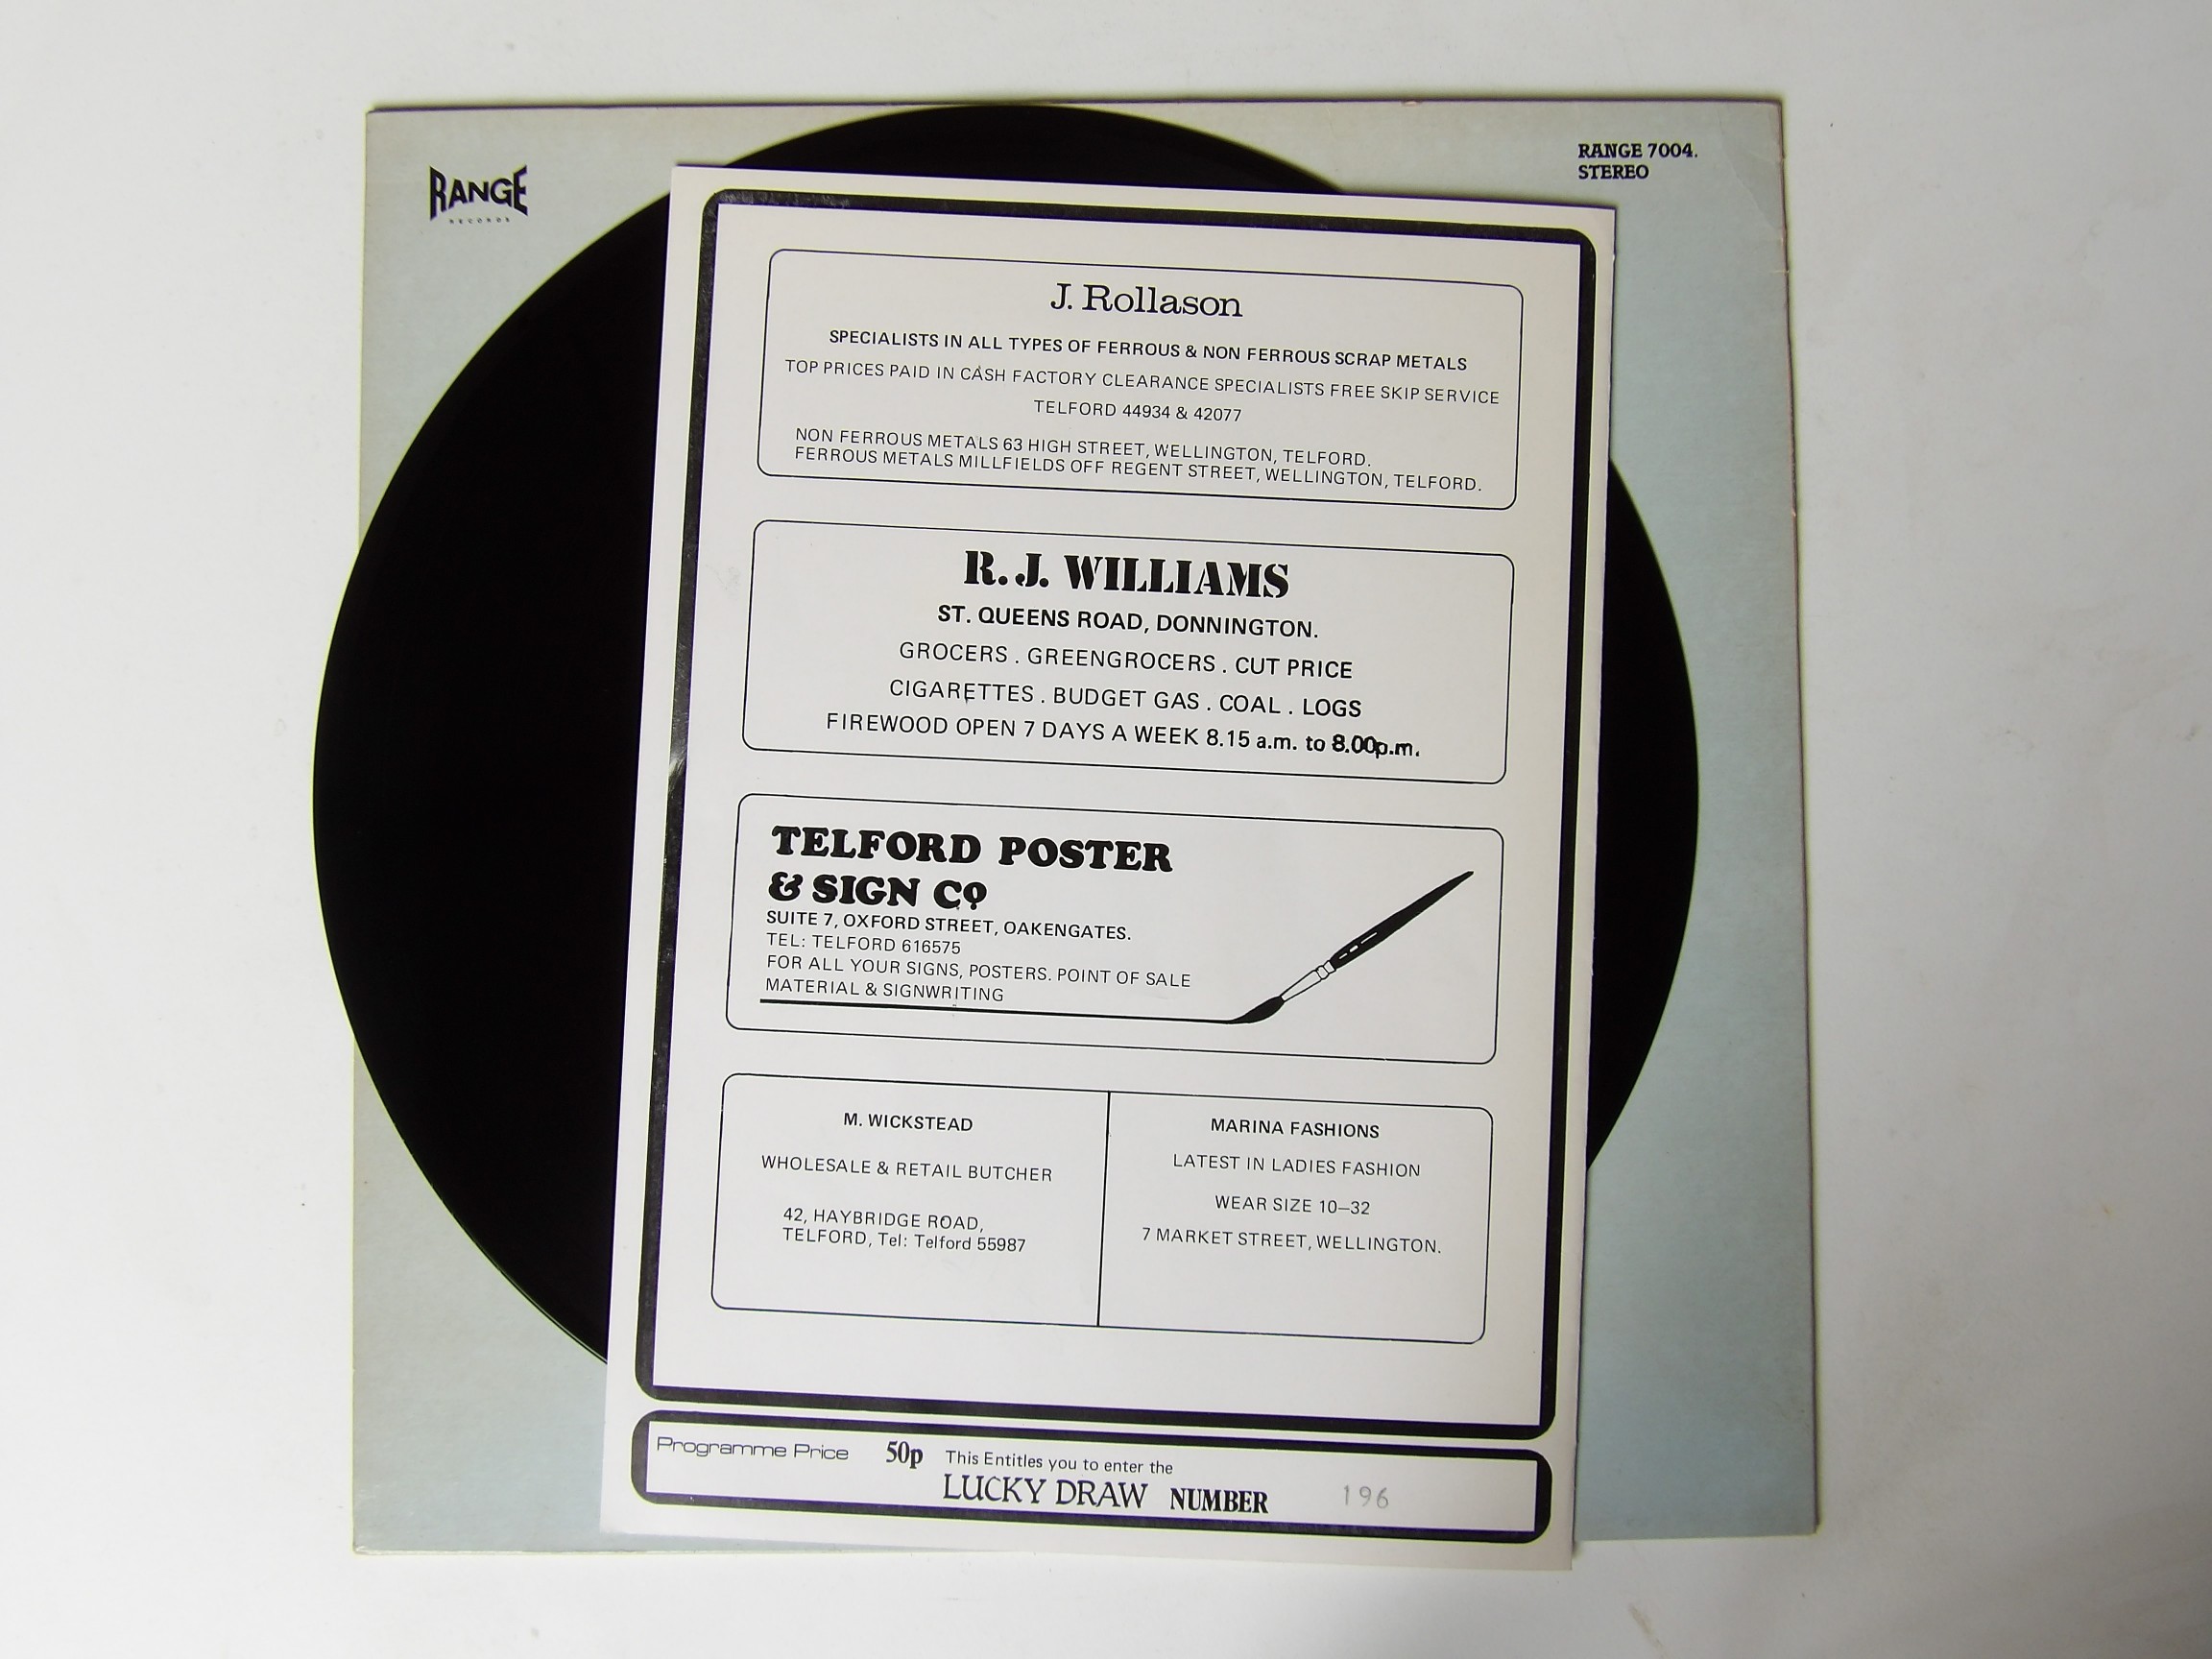 RANGE
RECORDS
RANGE 7004.
STEREO
J. Rollason
SPECIALISTS IN ALL TYPES OF FERROUS & NON FERROUS SCRAP METALS
TOP PRICES PAID IN CASH FACTORY CLEARANCE SPECIALISTS FREE SKIP SERVICE
TELFORD 44934 & 42077
NON FERROUS METALS 63 HIGH STREET, WELLINGTON, TELFORD.
FERROUS METALS MILLFIELDS OFF REGENT STREET, WELLINGTON, TELFORD.
R. J. WILLIAMS
ST. QUEENS ROAD, DONNINGTON.
GROCERS . GREENGROCERS . CUT PRICE
CIGARETTES . BUDGET GAS . COAL . LOGS
FIREWOOD OPEN 7 DAYS A WEEK 8.15 a.m. to 8.00p.m.
TELFORD POSTER
& SIGN Co
SUITE 7, OXFORD STREET, OAKENGATES.
TEL: TELFORD 616575
FOR ALL YOUR SIGNS, POSTERS. POINT OF SALE
MATERIAL & SIGNWRITING
M. WICKSTEAD
WHOLESALE & RETAIL BUTCHER
42, HAYBRIDGE ROAD,
TELFORD, Tel: Telford 55987
MARINA FASHIONS
LATEST IN LADIES FASHION
WEAR SIZE 10—32
7 MARKET STREET, WELLINGTON.
Programme Price 50p This Entitles you to enter the
LUCKY DRAW NUMBER 196